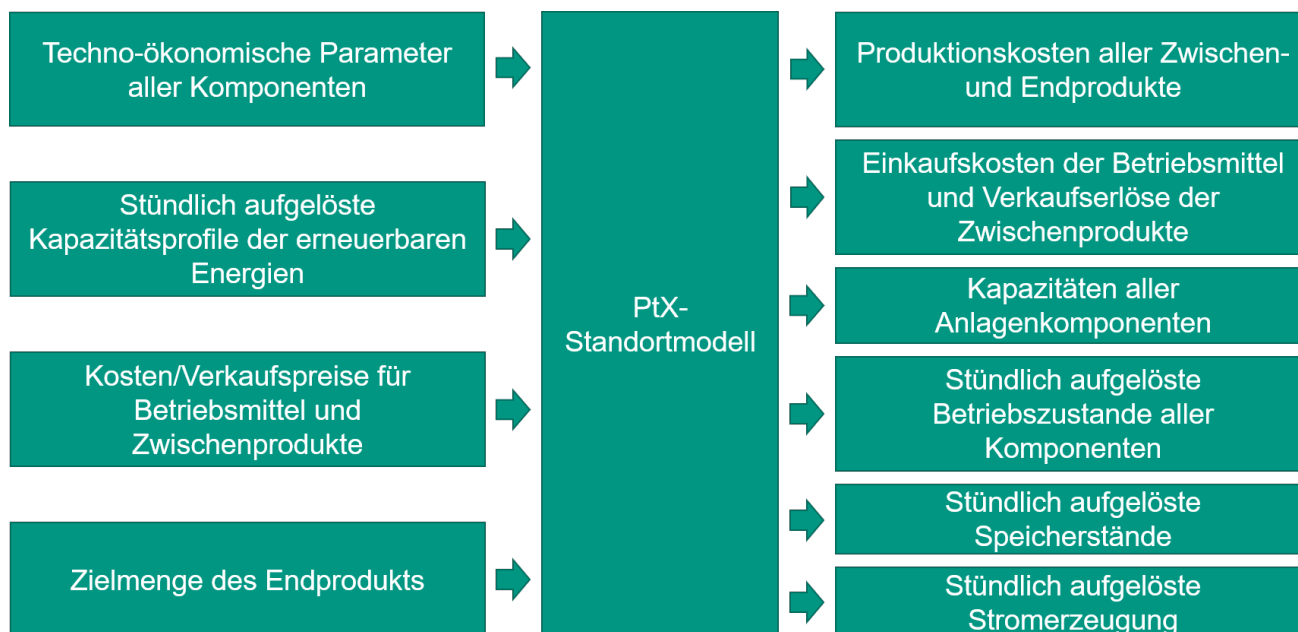 Techno-ökonomische Parameter
aller Komponenten
Stündlich aufgelöste
Kapazitätsprofile der erneuerbaren
Energien
Kosten/Verkaufspreise für
Betriebsmittel und
Zwischenprodukte
Zielmenge des Endprodukts
PtX-
Standortmodell
Produktionskosten aller Zwischen-
und Endprodukte
Einkaufskosten der Betriebsmittel
und Verkaufserlöse der
Zwischenprodukte
Kapazitäten aller
Anlagenkomponenten
Stündlich aufgelöste
Betriebszustande aller
Komponenten
Stündlich aufgelöste
Speicherstände
Stündlich aufgelöste
Stromerzeugung